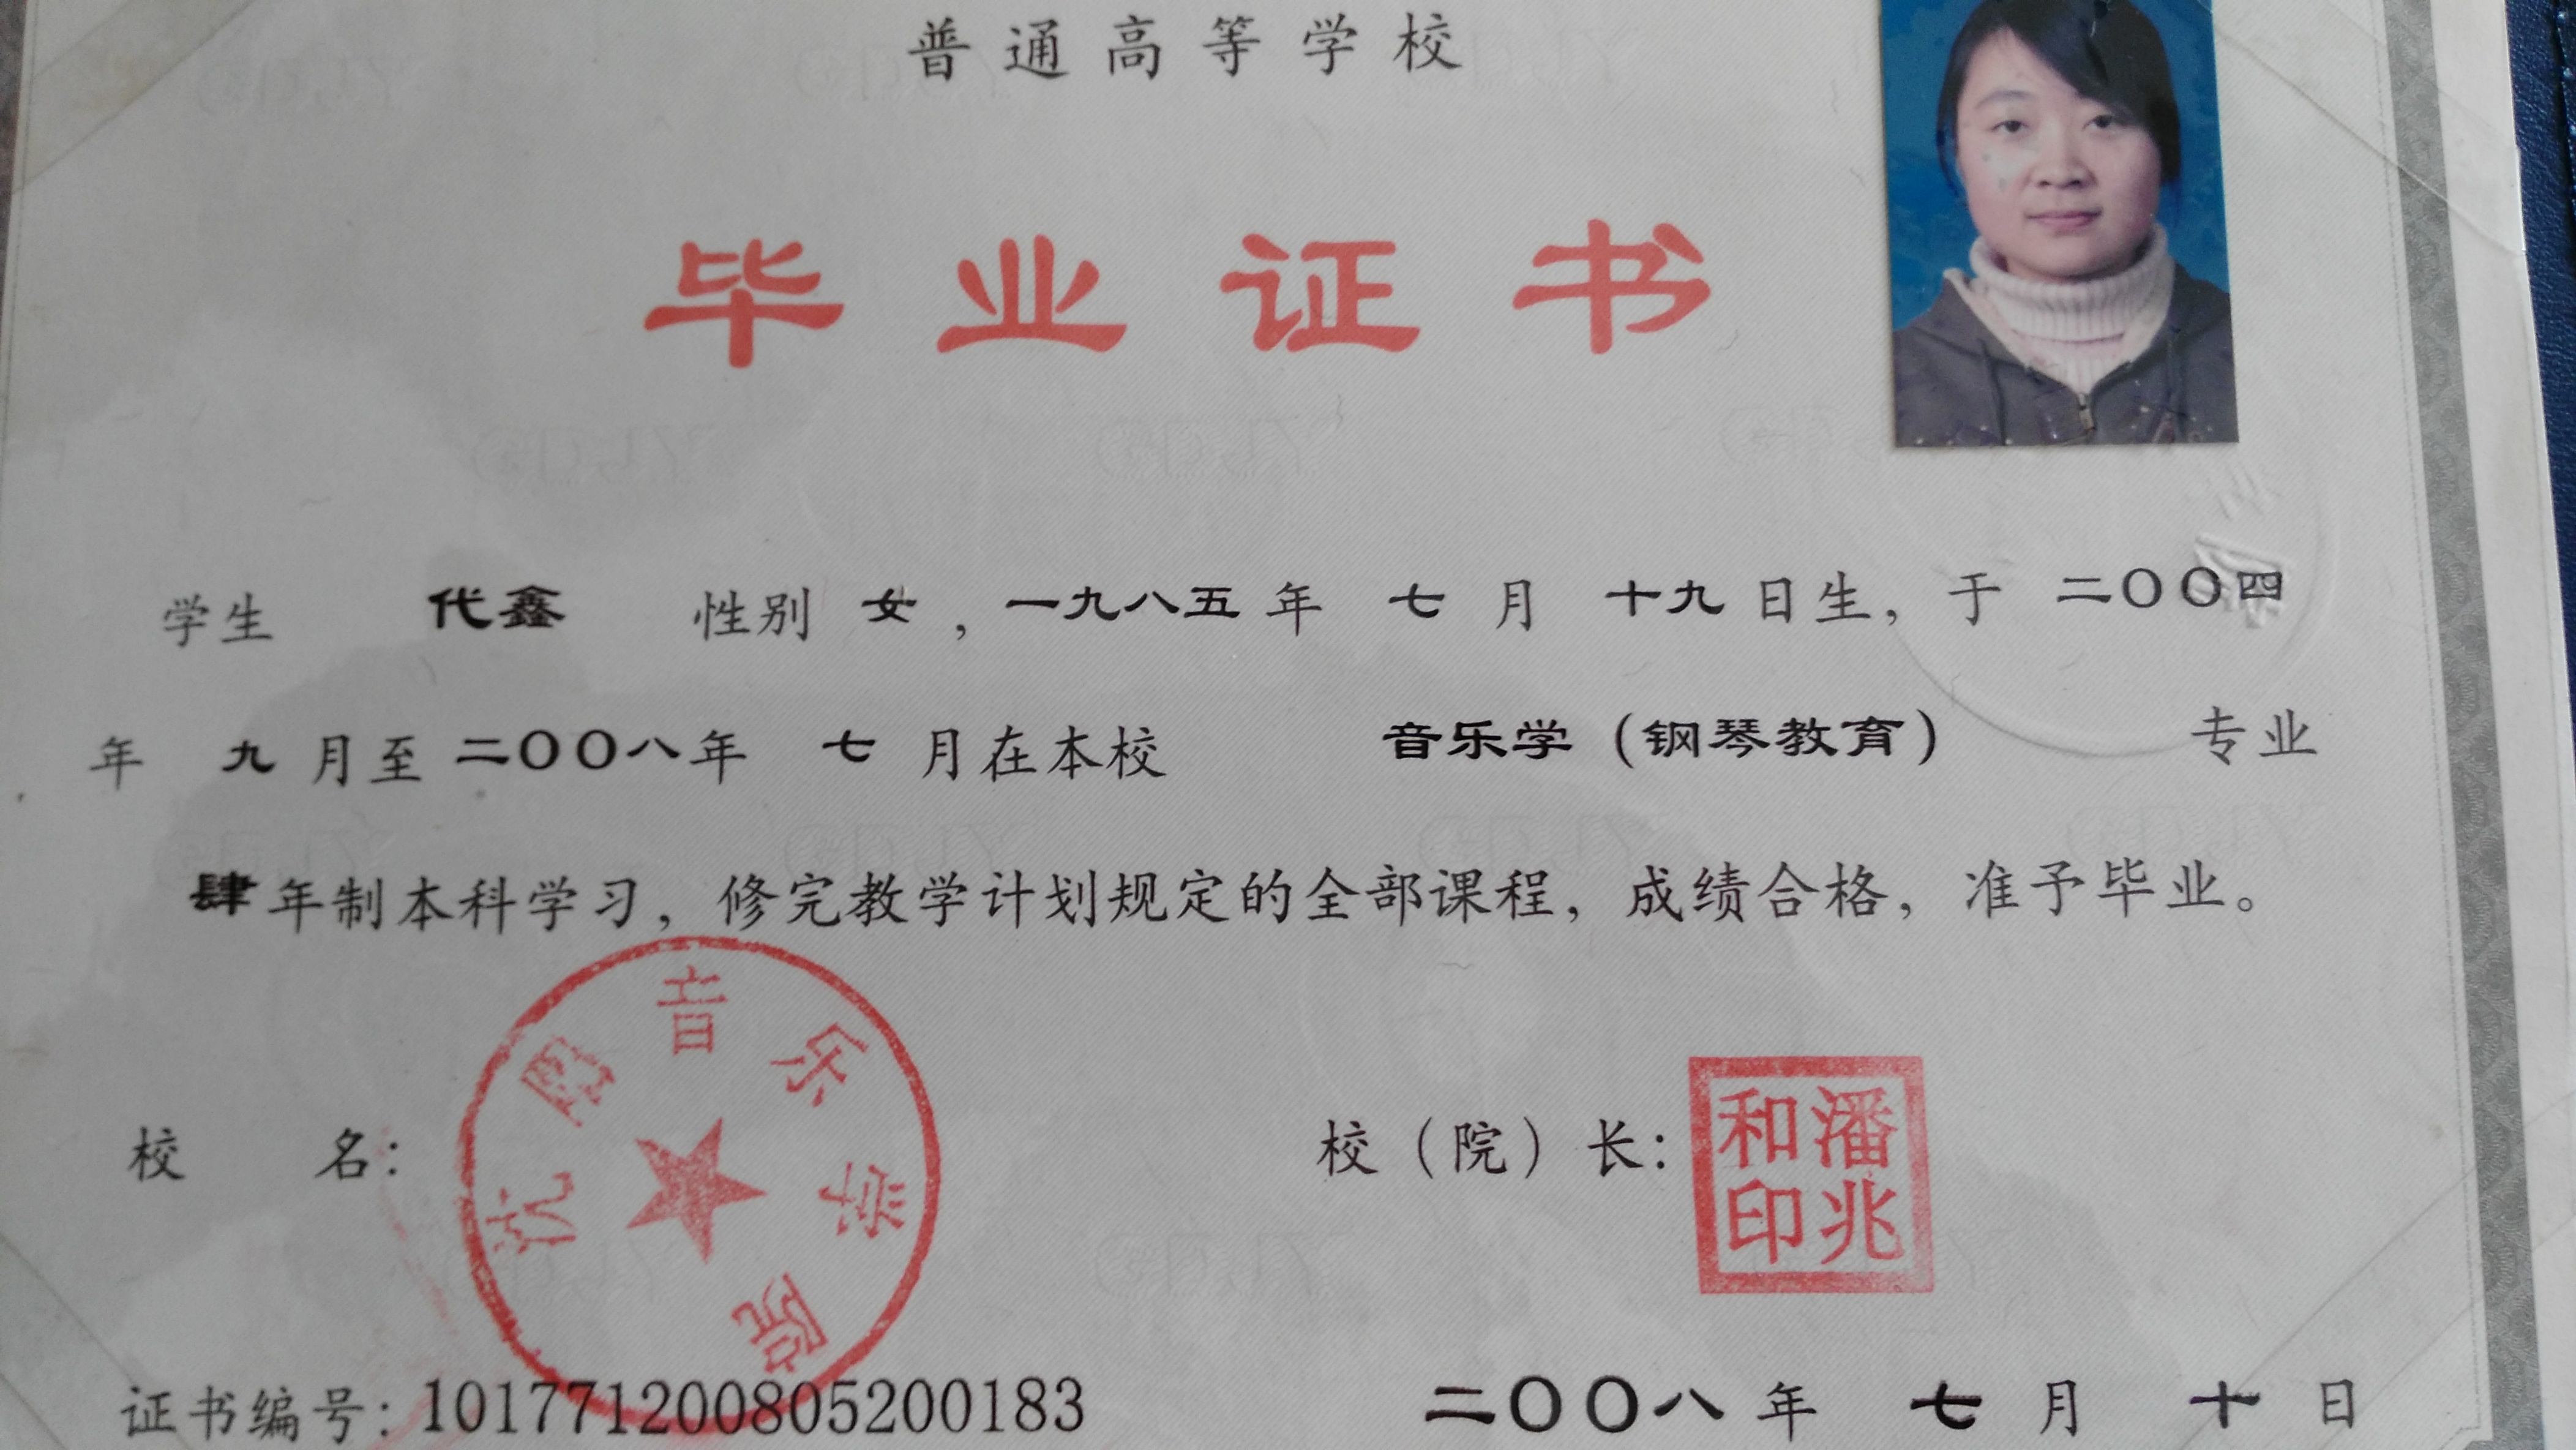 普通高等学校
毕业证书
学生 代鑫 性别 女，一九八五年 七 月 十九日生，于 二〇〇四
年 九 月至 二〇〇八年 七 月在本校 音乐学（钢琴教育） 专业
肆年制本科学习，修完教学计划规定的全部课程，成绩合格，准予毕业。
沈阳音乐学院
校 名：
校（院）长：
潘兆和印
证书编号：101771200805200183
二〇〇八 年 七 月 十 日